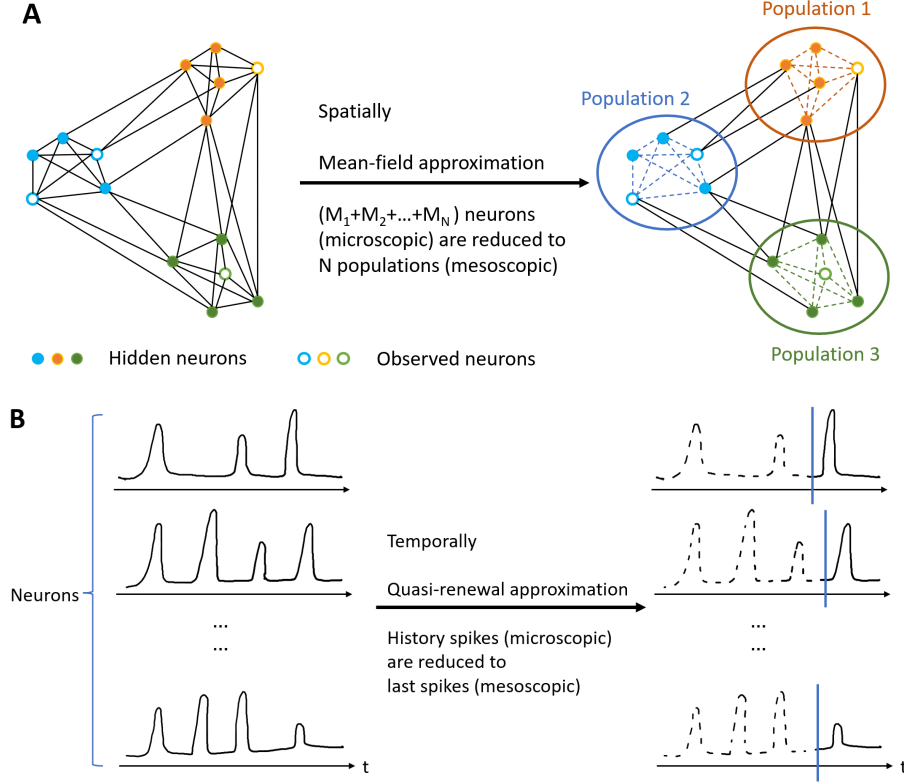 A
Population 1
Population 2
Spatially
Mean-field approximation
(M1+M2+...+MN) neurons
(microscopic) are reduced to
N populations (mesoscopic)
Population 3
Hidden neurons
Observed neurons
B
Neurons
Temporally
Quasi-renewal approximation
History spikes (microscopic)
are reduced to
last spikes (mesoscopic)
...
...
...
...
t
t